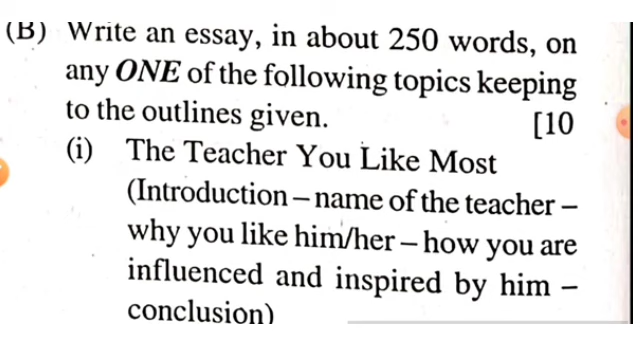 (B) Write an essay, in about 250 words, on
any ONE of the following topics keeping
to the outlines given. [10
(i) The Teacher You Like Most
(Introduction – name of the teacher –
why you like him/her – how you are
influenced and inspired by him –
conclusion)